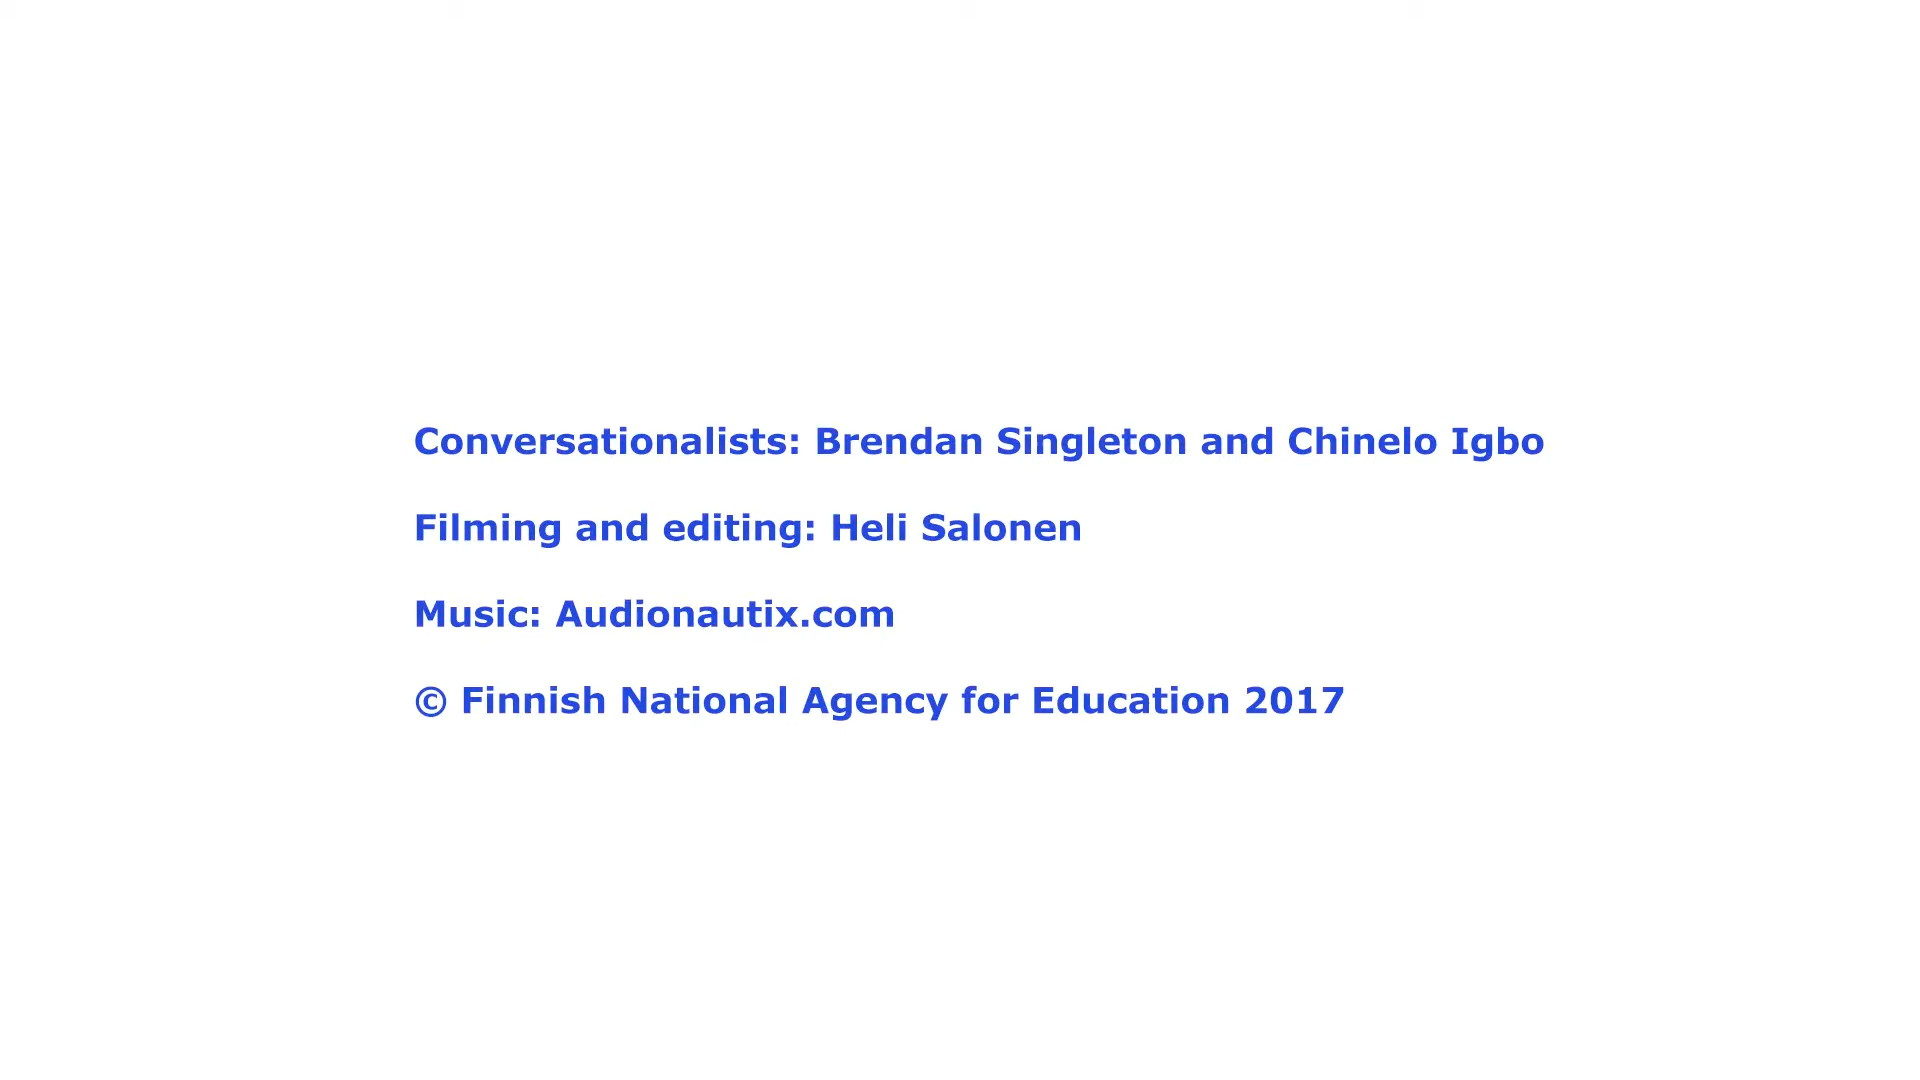 Conversationalists: Brendan Singleton and Chinelo Igbo
Filming and editing: Heli Salonen
Music: Audionautix.com
© Finnish National Agency for Education 2017